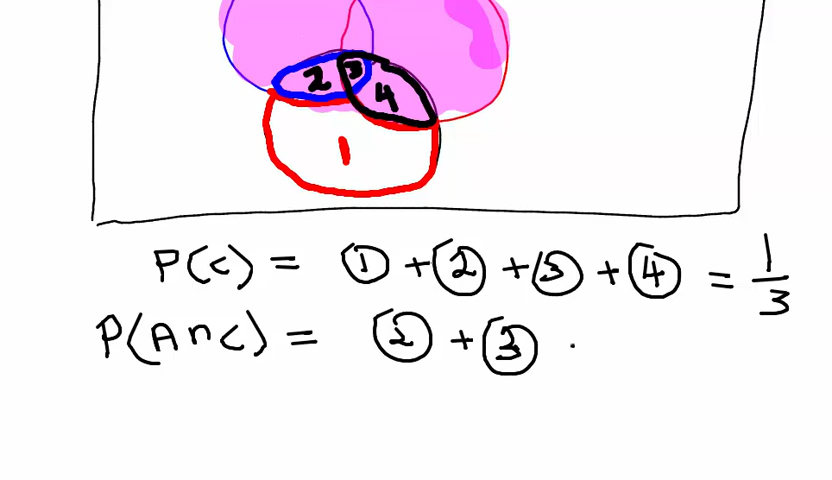 2 3 4
1
P(C) = ① + ② + ③ + ④ = 1/3
P(A∩C) = ② + ③ .